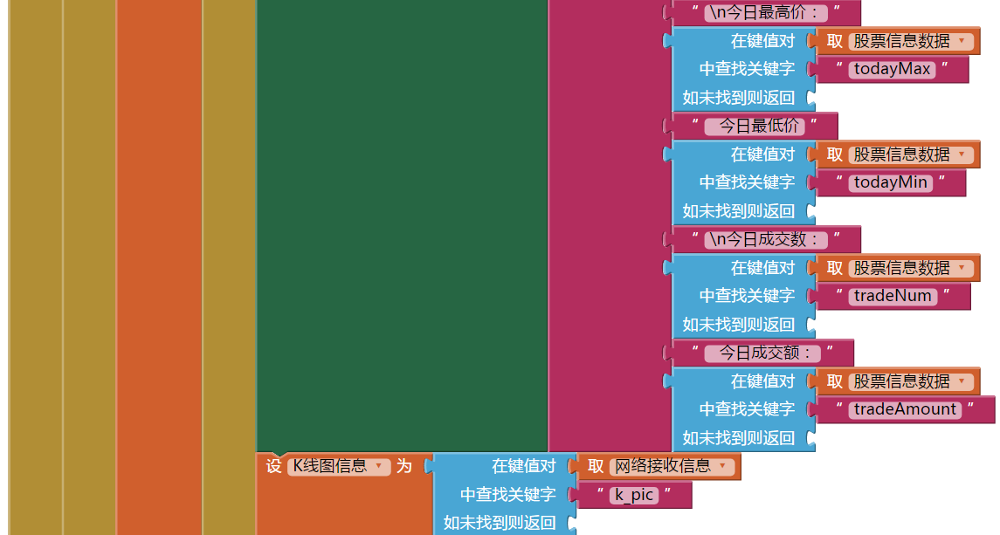 “ \n今日最高价： ”
在键值对 取 股票信息数据
中查找关键字 “ todayMax ”
如未找到则返回
“ 今日最低价 ”
在键值对 取 股票信息数据
中查找关键字 “ todayMin ”
如未找到则返回
“ \n今日成交数： ”
在键值对 取 股票信息数据
中查找关键字 “ tradeNum ”
如未找到则返回
“ 今日成交额： ”
在键值对 取 股票信息数据
中查找关键字 “ tradeAmount ”
如未找到则返回
设 K线图信息 为 在键值对 取 网络接收信息
中查找关键字 “ k_pic ”
如未找到则返回